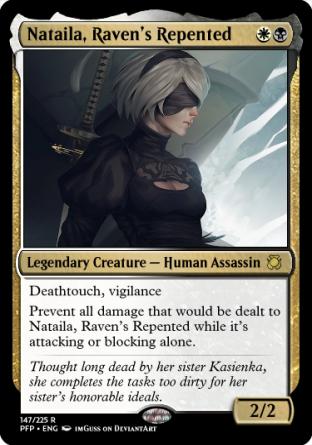 Nataila, Raven's Repented
Legendary Creature — Human Assassin
Deathtouch, vigilance
Prevent all damage that would be dealt to
Nataila, Raven's Repented while it's
attacking or blocking alone.
Thought long dead by her sister Kasienka,
she completes the tasks too dirty for her
sister's honorable ideals.
2/2
147/225 R
PFP • ENG imGuss on DeviantArt